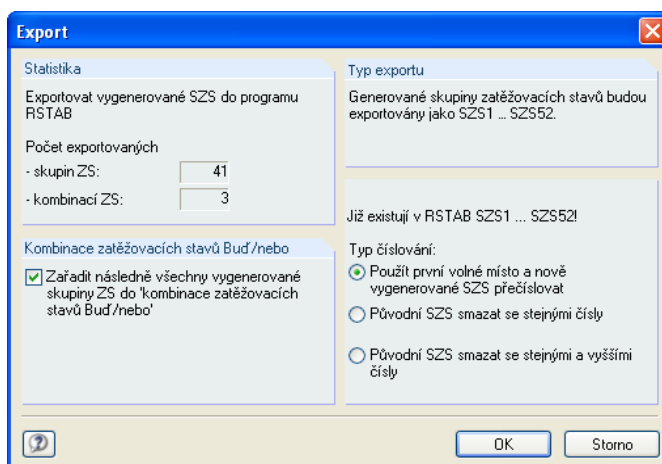 Export
Statistika
Exportovat vygenerované SZS do programu
RSTAB
Počet exportovaných
- skupin ZS: 41
- kombinací ZS: 3
Kombinace zatěžovacích stavů Buď/nebo
Zařadit následně všechny vygenerované
skupiny ZS do 'kombinace zatěžovacích
stavů Buď/nebo'
Typ exportu
Generované skupiny zatěžovacích stavů budou
exportovány jako SZS1 ... SZS52.
Již existují v RSTAB SZS1 ... SZS52!
Typ číslování:
Použít první volné místo a nově
vygenerované SZS přečíslovat
Původní SZS smazat se stejnými čísly
Původní SZS smazat se stejnými a vyššími
čísly
OK
Storno